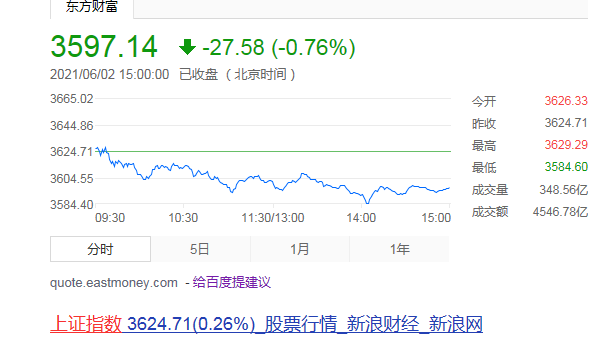 东方财富
3597.14 -27.58 (-0.76%)
2021/06/02 15:00:00 已收盘 (北京时间)
3665.02
3644.86
3624.71
3604.55
3584.40
09:30 10:30 11:30/13:00 14:00 15:00
今开 3626.33
昨收 3624.71
最高 3629.29
最低 3584.60
成交量 348.56亿
成交额 4546.78亿
分时 5日 1月 1年
quote.eastmoney.com - 给百度提建议
上证指数 3624.71(0.26%)_股票行情_新浪财经_新浪网